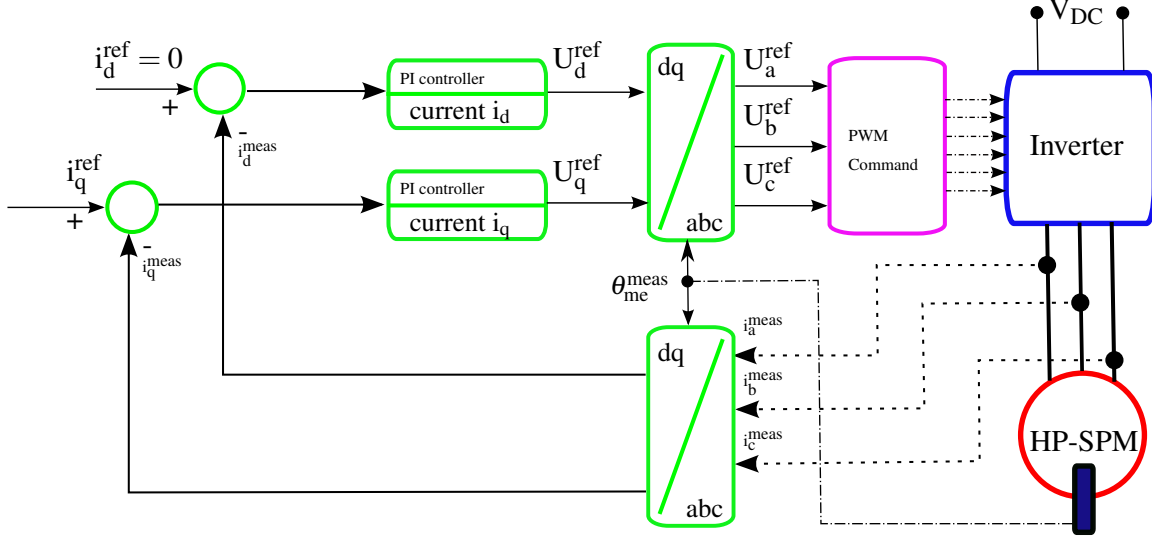 V_DC
i_d^ref = 0
+
-
i_d^meas
PI controller
current i_d
U_d^ref
dq
abc
U_a^ref
U_b^ref
U_c^ref
PWM
Command
Inverter
i_q^ref
+
-
i_q^meas
PI controller
current i_q
U_q^ref
θ_me^meas
dq
abc
i_a^meas
i_b^meas
i_c^meas
HP-SPM